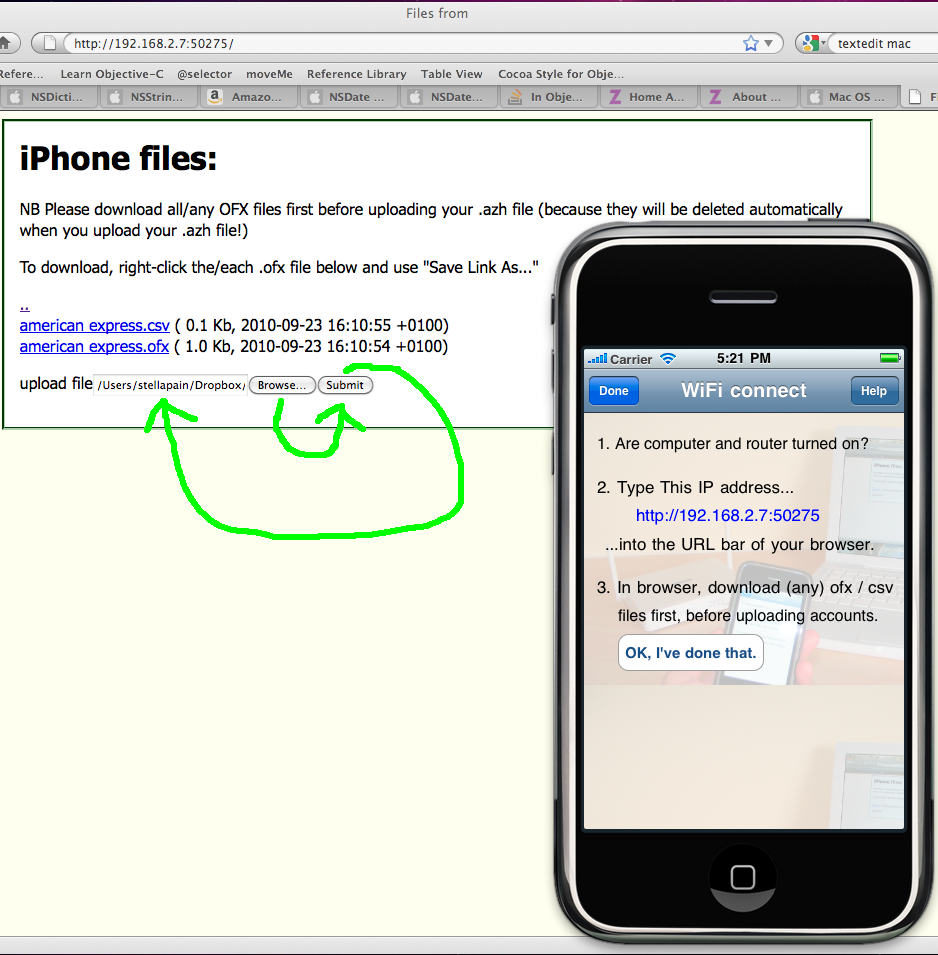 Files from
http://192.168.2.7:50275/
textedit mac
Refere... Learn Objective-C @selector moveMe Reference Library Table View Cocoa Style for Obje...
NSDicti... NSStrin... Amazo... NSDate ... NSDate... In Obje... Home A... About ... Mac OS ... F
iPhone files:
NB Please download all/any OFX files first before uploading your .azh file (because they will be deleted automatically
when you upload your .azh file!)
To download, right-click the/each .ofx file below and use "Save Link As..."
..
american express.csv ( 0.1 Kb, 2010-09-23 16:10:55 +0100)
american express.ofx ( 1.0 Kb, 2010-09-23 16:10:54 +0100)
upload file /Users/stellapain/Dropbox/ Browse... Submit
Carrier 5:21 PM
Done WiFi connect Help
1. Are computer and router turned on?
2. Type This IP address...
http://192.168.2.7:50275
...into the URL bar of your browser.
3. In browser, download (any) ofx / csv
files first, before uploading accounts.
OK, I've done that.